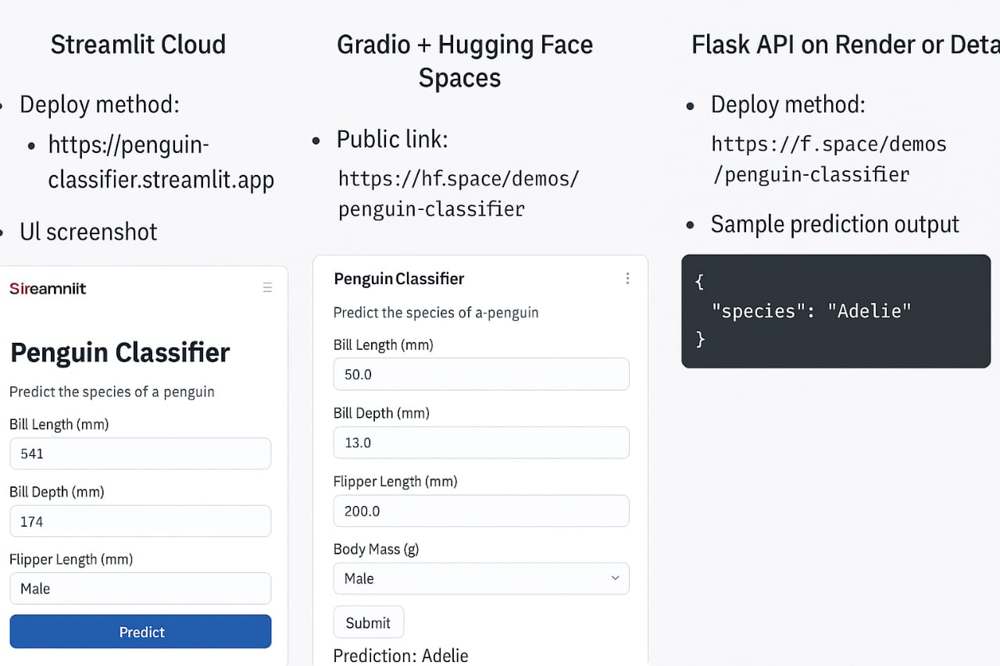 Streamlit Cloud
• Deploy method:
• https://penguin-
classifier.streamlit.app
• Ul screenshot
Sireamniit
Penguin Classifier
Predict the species of a penguin
Bill Length (mm)
541
Bill Depth (mm)
174
Flipper Length (mm)
Male
Predict
Gradio + Hugging Face
Spaces
• Public link:
https://hf.space/demos/
penguin-classifier
Penguin Classifier
Predict the species of a-penguin
Bill Length (mm)
50.0
Bill Depth (mm)
13.0
Flipper Length (mm)
200.0
Body Mass (g)
Male
Submit
Prediction: Adelie
Flask API on Render or Deta
• Deploy method:
https://f.space/demos
/penguin-classifier
• Sample prediction output
{
"species": "Adelie"
}